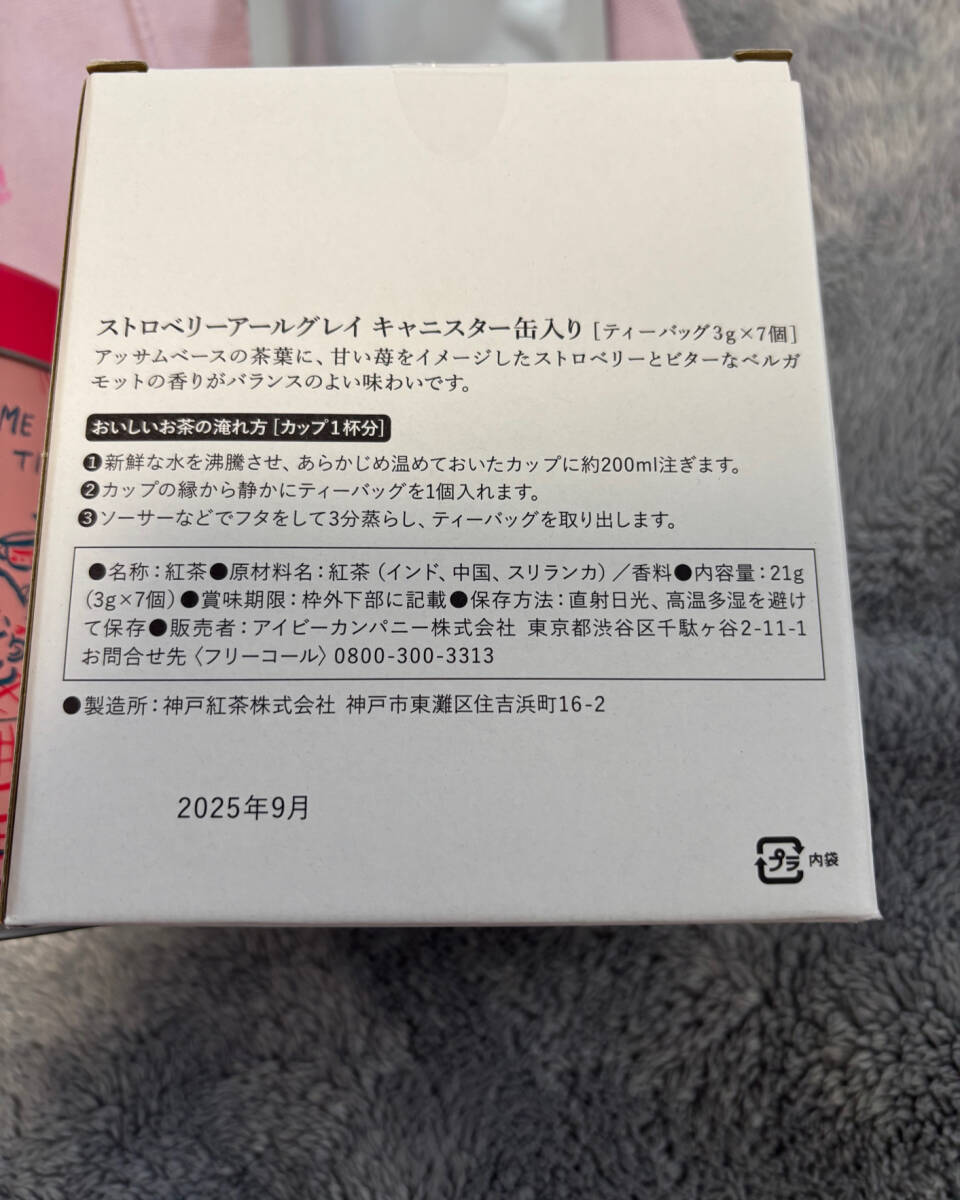 ストロベリーアールグレイ キャニスター缶入り [ティーバッグ3g×7個]
アッサムベースの茶葉に、甘い苺をイメージしたストロベリーとビターなベルガ
モットの香りがバランスのよい味わいです。
おいしいお茶の淹れ方 [カップ1杯分]
❶新鮮な水を沸騰させ、あらかじめ温めておいたカップに約200ml注ぎます。
❷カップの縁から静かにティーバッグを1個入れます。
❸ソーサーなどでフタをして3分蒸らし、ティーバッグを取り出します。
●名称：紅茶●原材料名：紅茶（インド、中国、スリランカ）／香料●内容量：21g
(3g×7個）●賞味期限：枠外下部に記載●保存方法：直射日光、高温多湿を避け
て保存●販売者：アイビーカンパニー株式会社 東京都渋谷区千駄ヶ谷2-11-1
お問合せ先〈フリーコール〉0800-300-3313
●製造所：神戸紅茶株式会社 神戸市東灘区住吉浜町16-2
2025年9月
プラ 内袋
ME